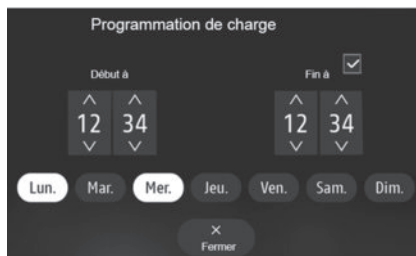 Programmation de charge
Début à Fin à
12 34 12 34
Lun. Mar. Mer. Jeu. Ven. Sam. Dim.
Fermer